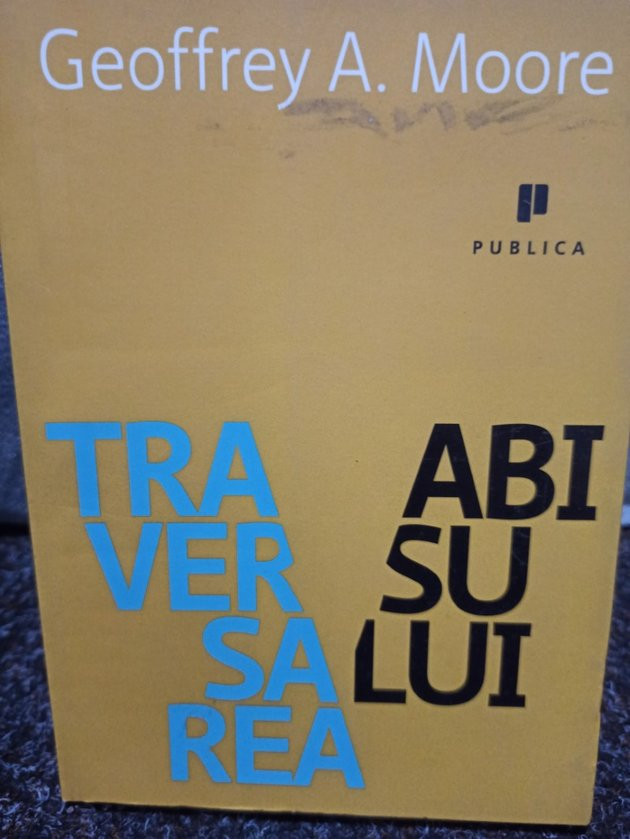 Geoffrey A. Moore
PUBLICA
TRA
VER
SA
REA
ABI
SU
LUI